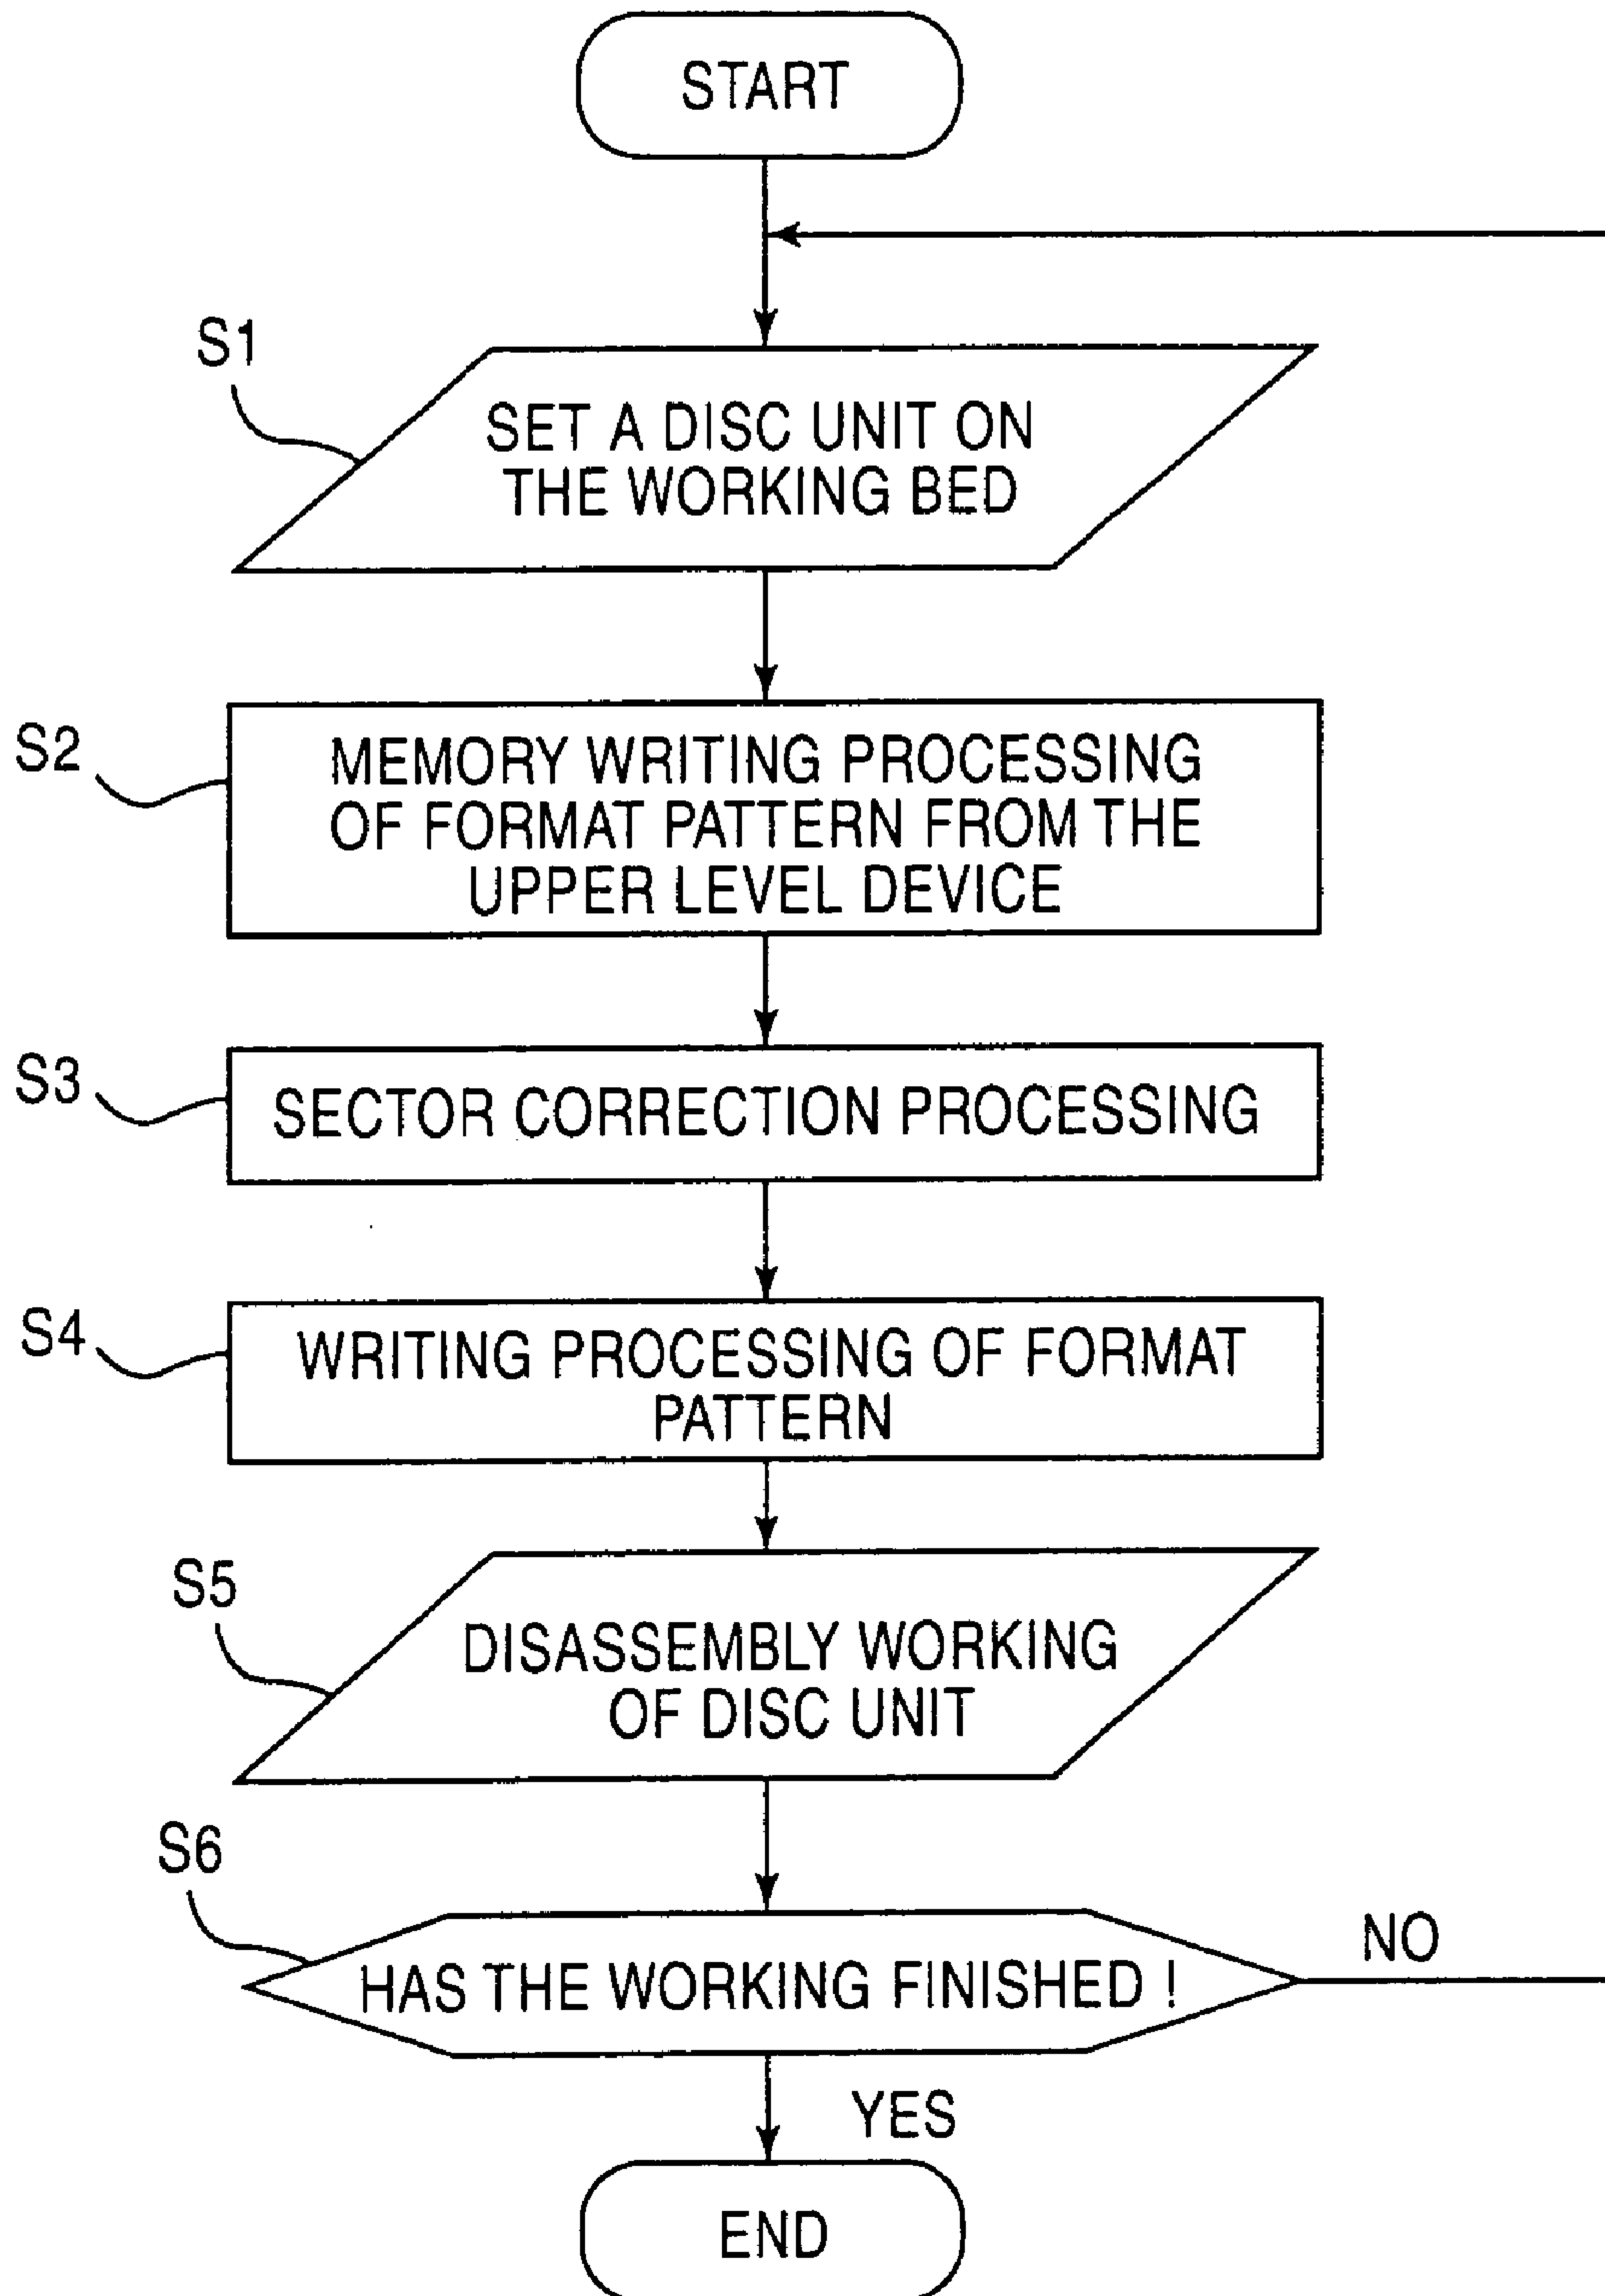 START
S1
SET A DISC UNIT ON
THE WORKING BED
S2
MEMORY WRITING PROCESSING
OF FORMAT PATTERN FROM THE
UPPER LEVEL DEVICE
S3
SECTOR CORRECTION PROCESSING
S4
WRITING PROCESSING OF FORMAT
PATTERN
S5
DISASSEMBLY WORKING
OF DISC UNIT
S6
HAS THE WORKING FINISHED !
NO
YES
END